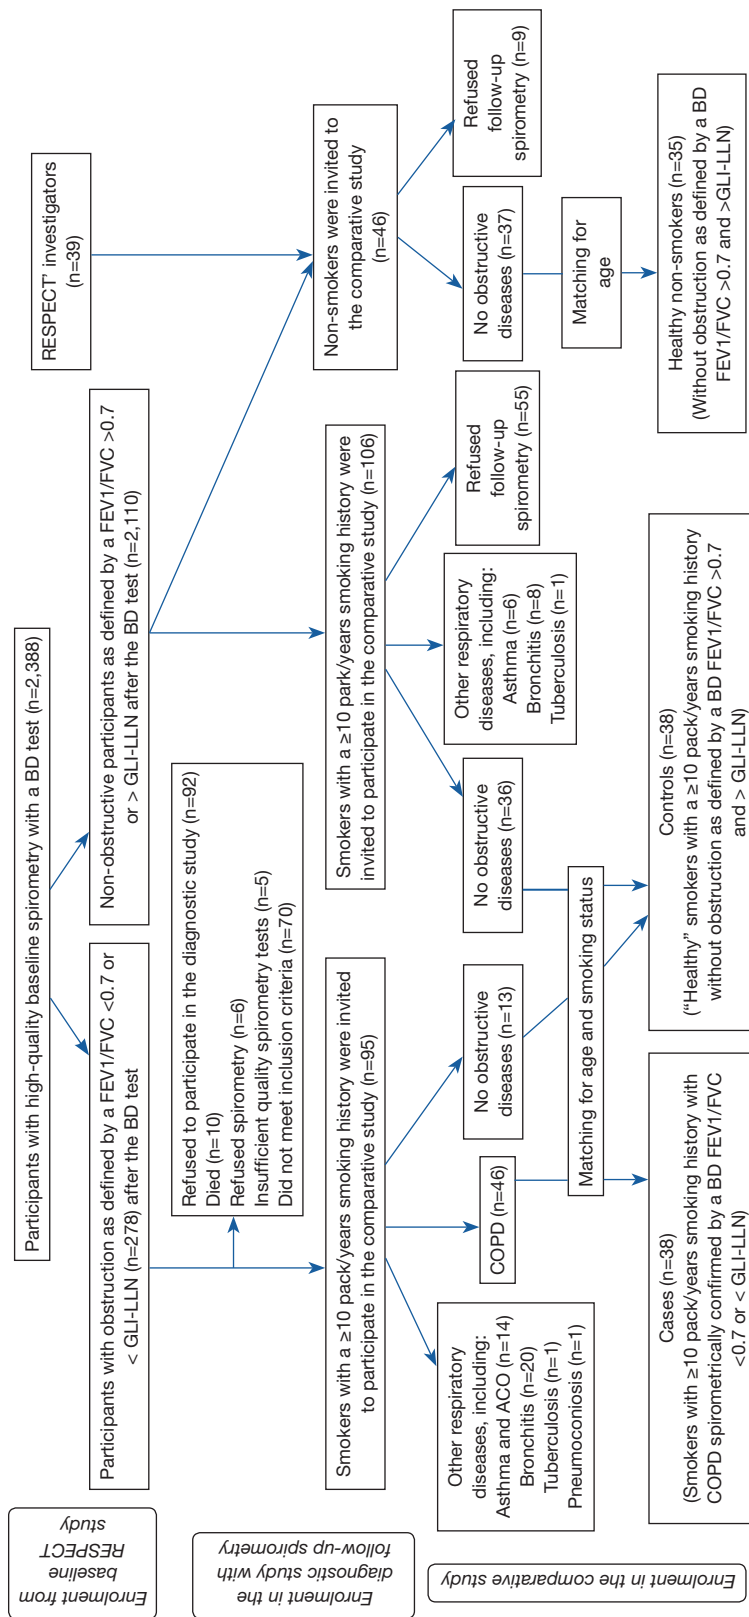 Enrolment from
baseline
RESPECT
study
Participants with high-quality baseline spirometry with a BD test (n=2,388)
RESPECT' investigators
(n=39)
Participants with obstruction as defined by a FEV1/FVC <0.7 or
< GLI-LLN (n=278) after the BD test
Non-obstructive participants as defined by a FEV1/FVC >0.7
or > GLI-LLN after the BD test (n=2,110)
Enrolment in the
diagnostic study with
follow-up spirometry
Refused to participate in the diagnostic study (n=92)
Died (n=10)
Refused spirometry (n=6)
Insufficient quality spirometry tests (n=5)
Did not meet inclusion criteria (n=70)
Smokers with a ≥10 pack/years smoking history were invited
to participate in the comparative study (n=95)
Smokers with a ≥10 park/years smoking history were
invited to participate in the comparative study (n=106)
Non-smokers were invited to
the comparative study
(n=46)
Enrolment in the comparative study
Other respiratory
diseases, including:
Asthma and ACO (n=14)
Bronchitis (n=20)
Tuberculosis (n=1)
Pneumoconiosis (n=1)
COPD (n=46)
No obstructive
diseases (n=13)
No obstructive
diseases (n=36)
Other respiratory
diseases, including:
Asthma (n=6)
Bronchitis (n=8)
Tuberculosis (n=1)
Refused
follow-up
spirometry (n=55)
No obstructive
diseases (n=37)
Refused
follow-up
spirometry (n=9)
Matching for age and smoking status
Matching for
age
Cases (n=38)
(Smokers with ≥10 pack/years smoking history with
COPD spirometrically confirmed by a BD FEV1/FVC
<0.7 or < GLI-LLN)
Controls (n=38)
("Healthy" smokers with a ≥10 pack/years smoking history
without obstruction as defined by a BD FEV1/FVC >0.7
and > GLI-LLN)
Healthy non-smokers (n=35)
(Without obstruction as defined by a BD
FEV1/FVC >0.7 and >GLI-LLN)